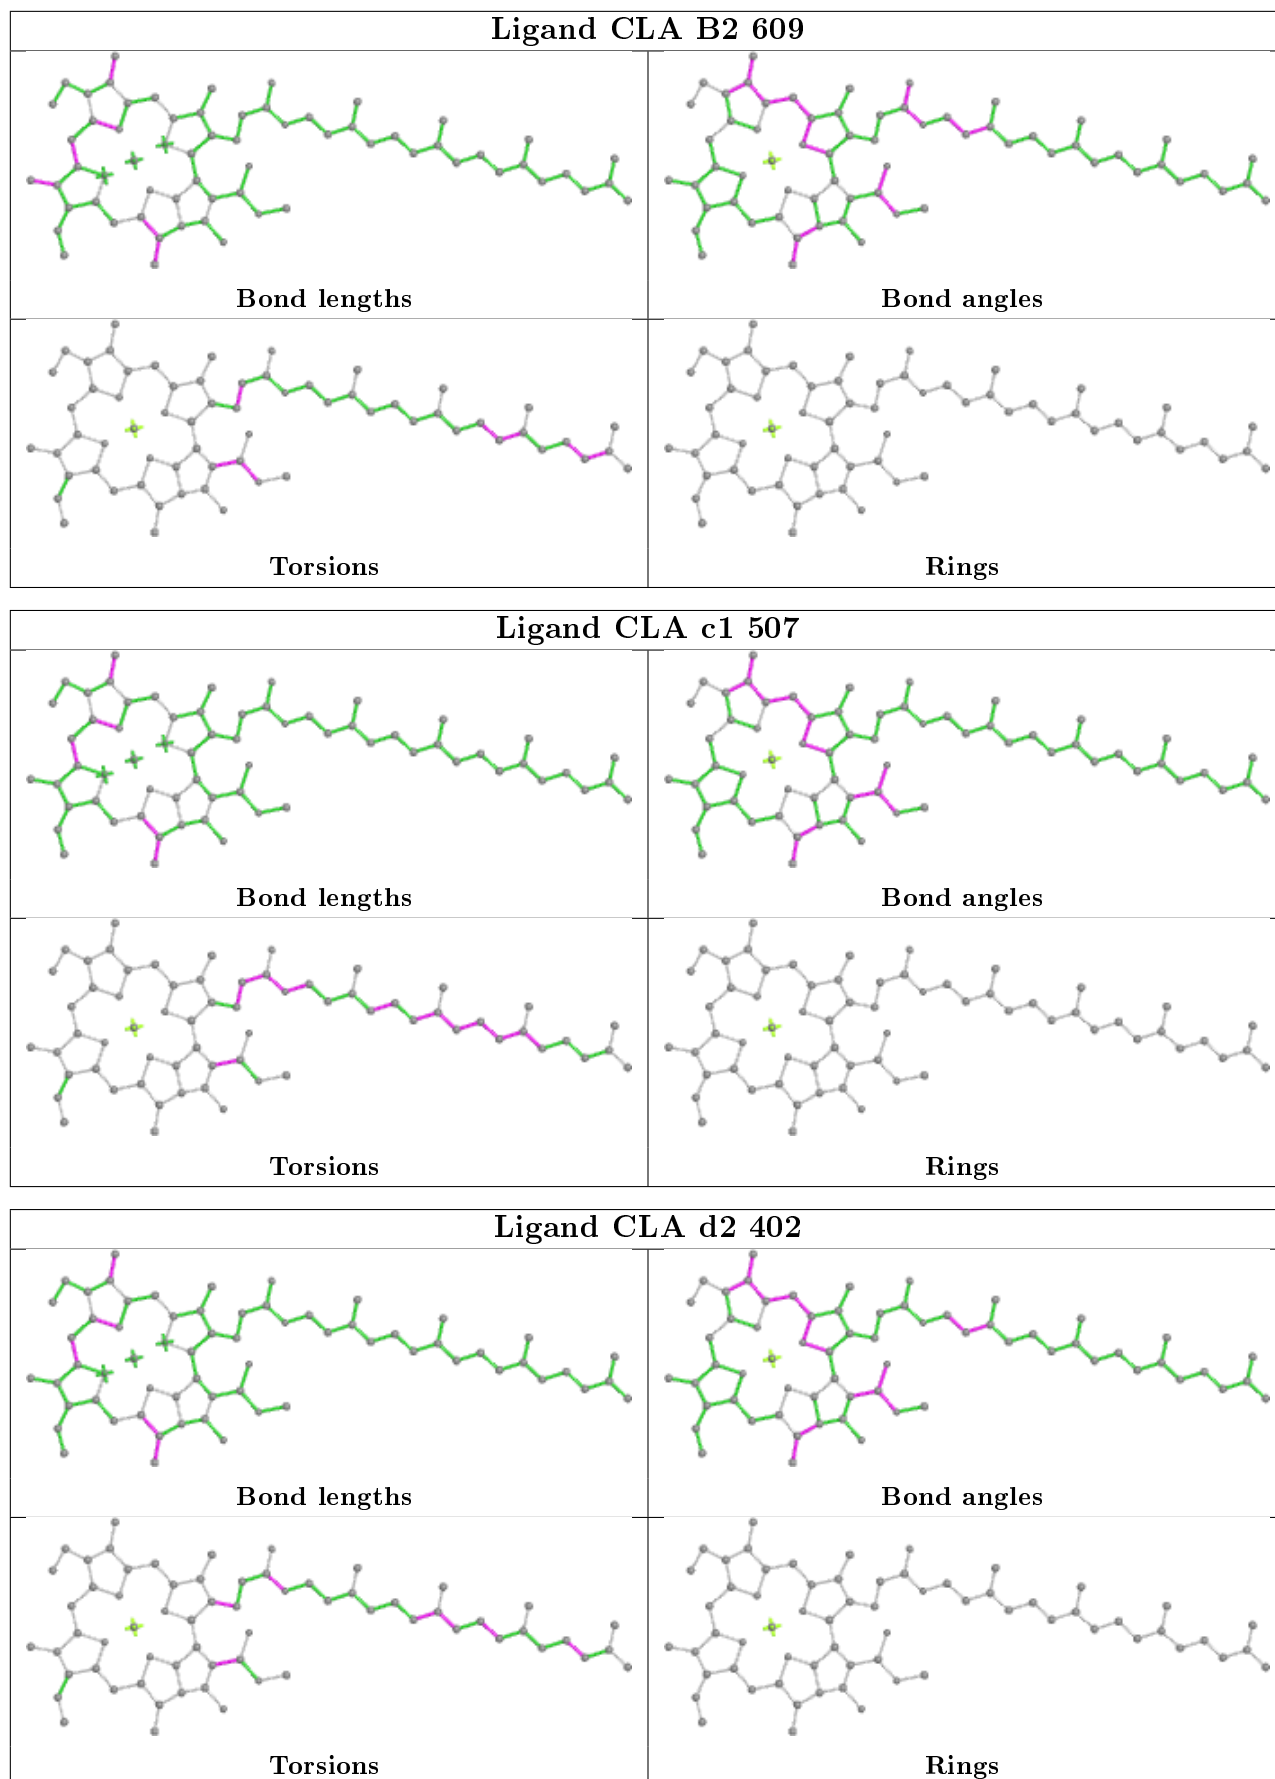 Ligand CLA B2 609
Bond lengths
Bond angles
Torsions
Rings
Ligand CLA c1 507
Bond lengths
Bond angles
Torsions
Rings
Ligand CLA d2 402
Bond lengths
Bond angles
Torsions
Rings